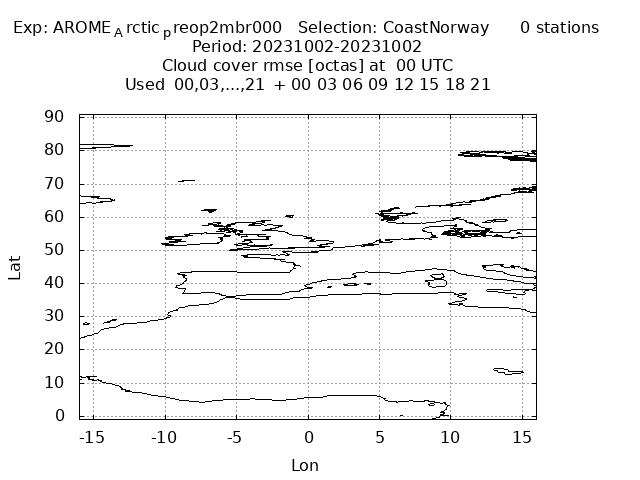 Exp: AROME_Arctic_preop2mbr000 Selection: CoastNorway 0 stations
Period: 20231002-20231002
Cloud cover rmse [octas] at 00 UTC
Used 00,03,...,21 + 00 03 06 09 12 15 18 21
90
80
70
60
50
40
30
20
10
0
Lat
-15 -10 -5 0 5 10 15
Lon